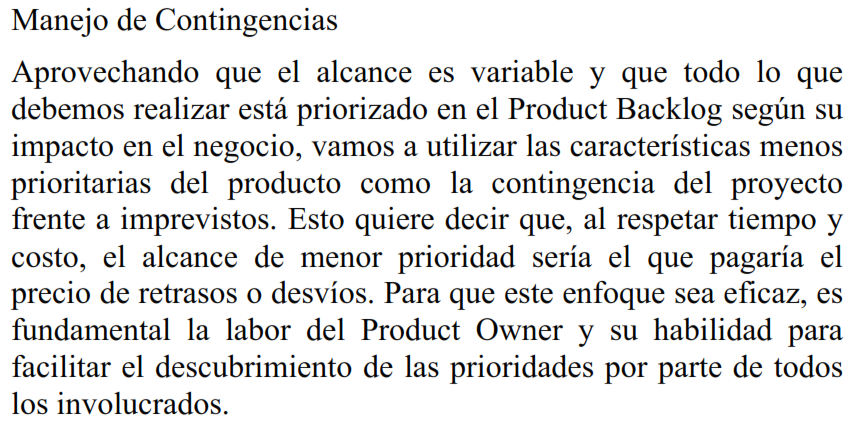 Manejo de Contingencias
Aprovechando que el alcance es variable y que todo lo que
debemos realizar está priorizado en el Product Backlog según su
impacto en el negocio, vamos a utilizar las características menos
prioritarias del producto como la contingencia del proyecto
frente a imprevistos. Esto quiere decir que, al respetar tiempo y
costo, el alcance de menor prioridad sería el que pagaría el
precio de retrasos o desvíos. Para que este enfoque sea eficaz, es
fundamental la labor del Product Owner y su habilidad para
facilitar el descubrimiento de las prioridades por parte de todos
los involucrados.